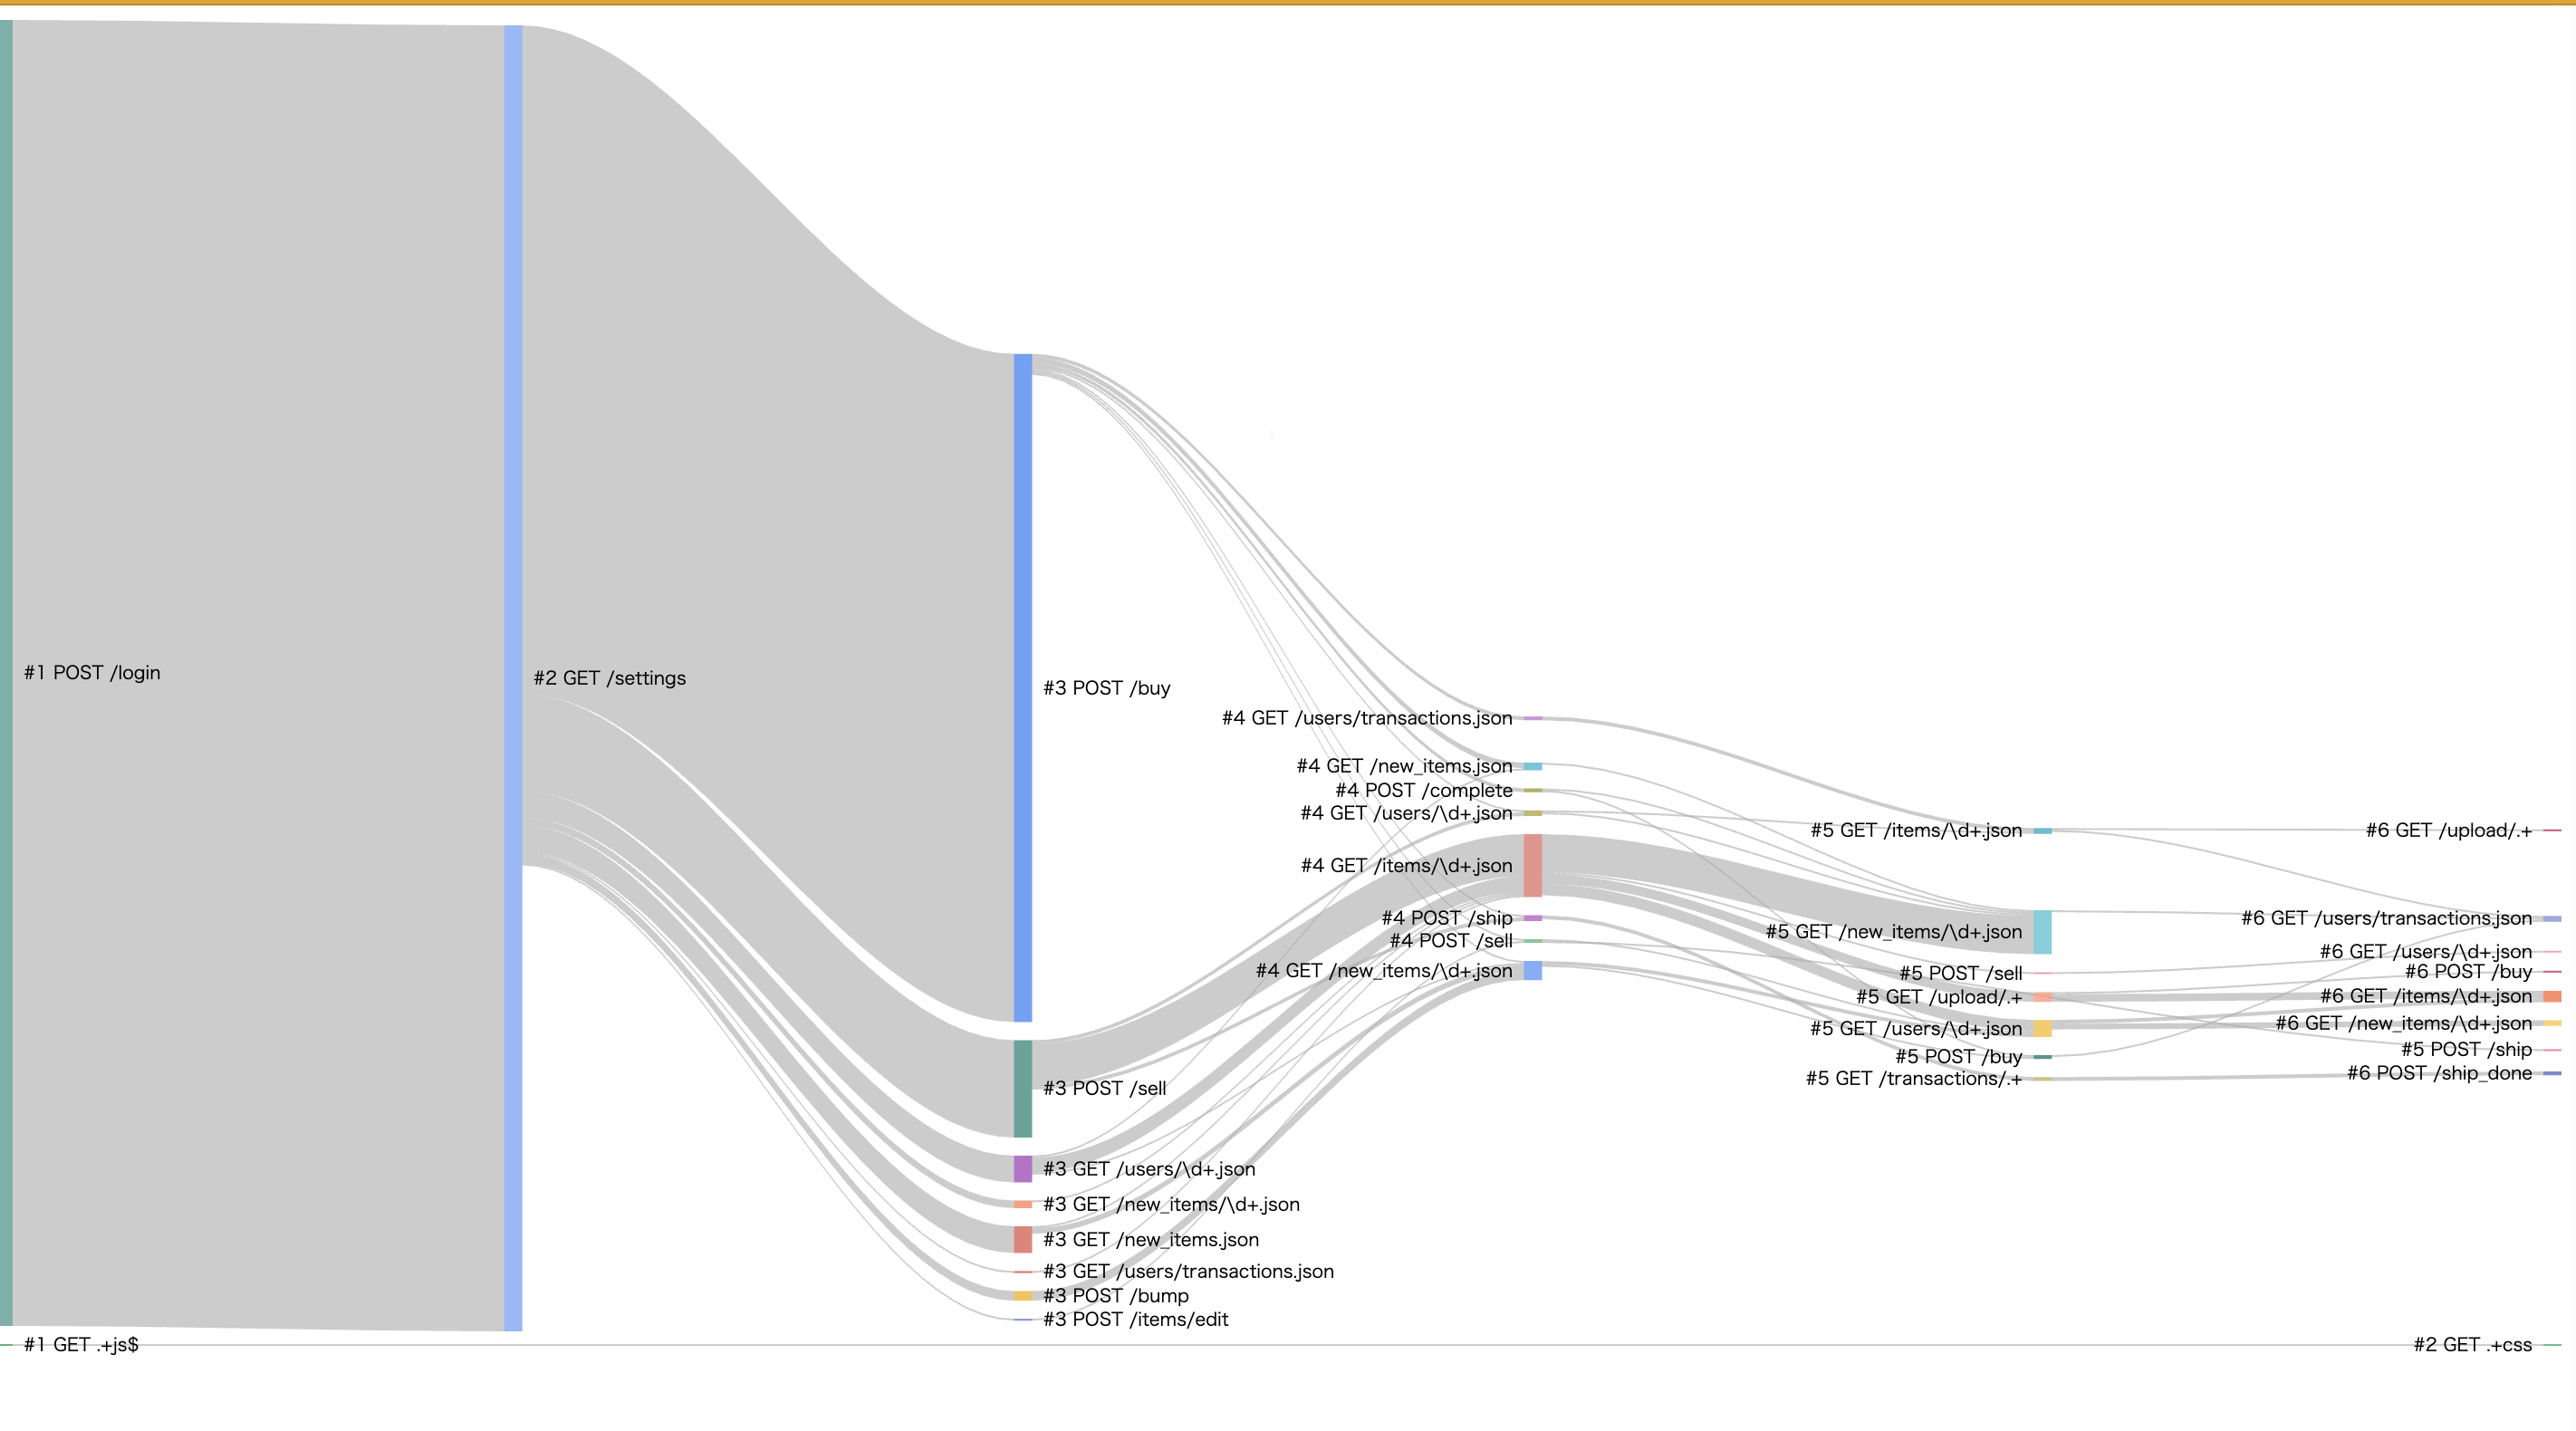 #1 POST /login
#1 GET .+js$
#2 GET /settings
#3 POST /buy
#3 POST /sell
#3 GET /users/\d+.json
#3 GET /new_items/\d+.json
#3 GET /new_items.json
#3 GET /users/transactions.json
#3 POST /bump
#3 POST /items/edit
#4 GET /users/transactions.json
#4 GET /new_items.json
#4 POST /complete
#4 GET /users/\d+.json
#4 GET /items/\d+.json
#4 POST /ship
#4 POST /sell
#4 GET /new_items/\d+.json
#5 GET /items/\d+.json
#5 GET /new_items/\d+.json
#5 POST /sell
#5 GET /upload/.+
#5 GET /users/\d+.json
#5 POST /buy
#5 GET /transactions/.+
#6 GET /upload/.+
#6 GET /users/transactions.json
#6 GET /users/\d+.json
#6 POST /buy
#6 GET /items/\d+.json
#6 GET /new_items/\d+.json
#5 POST /ship
#6 POST /ship_done
#2 GET .+css